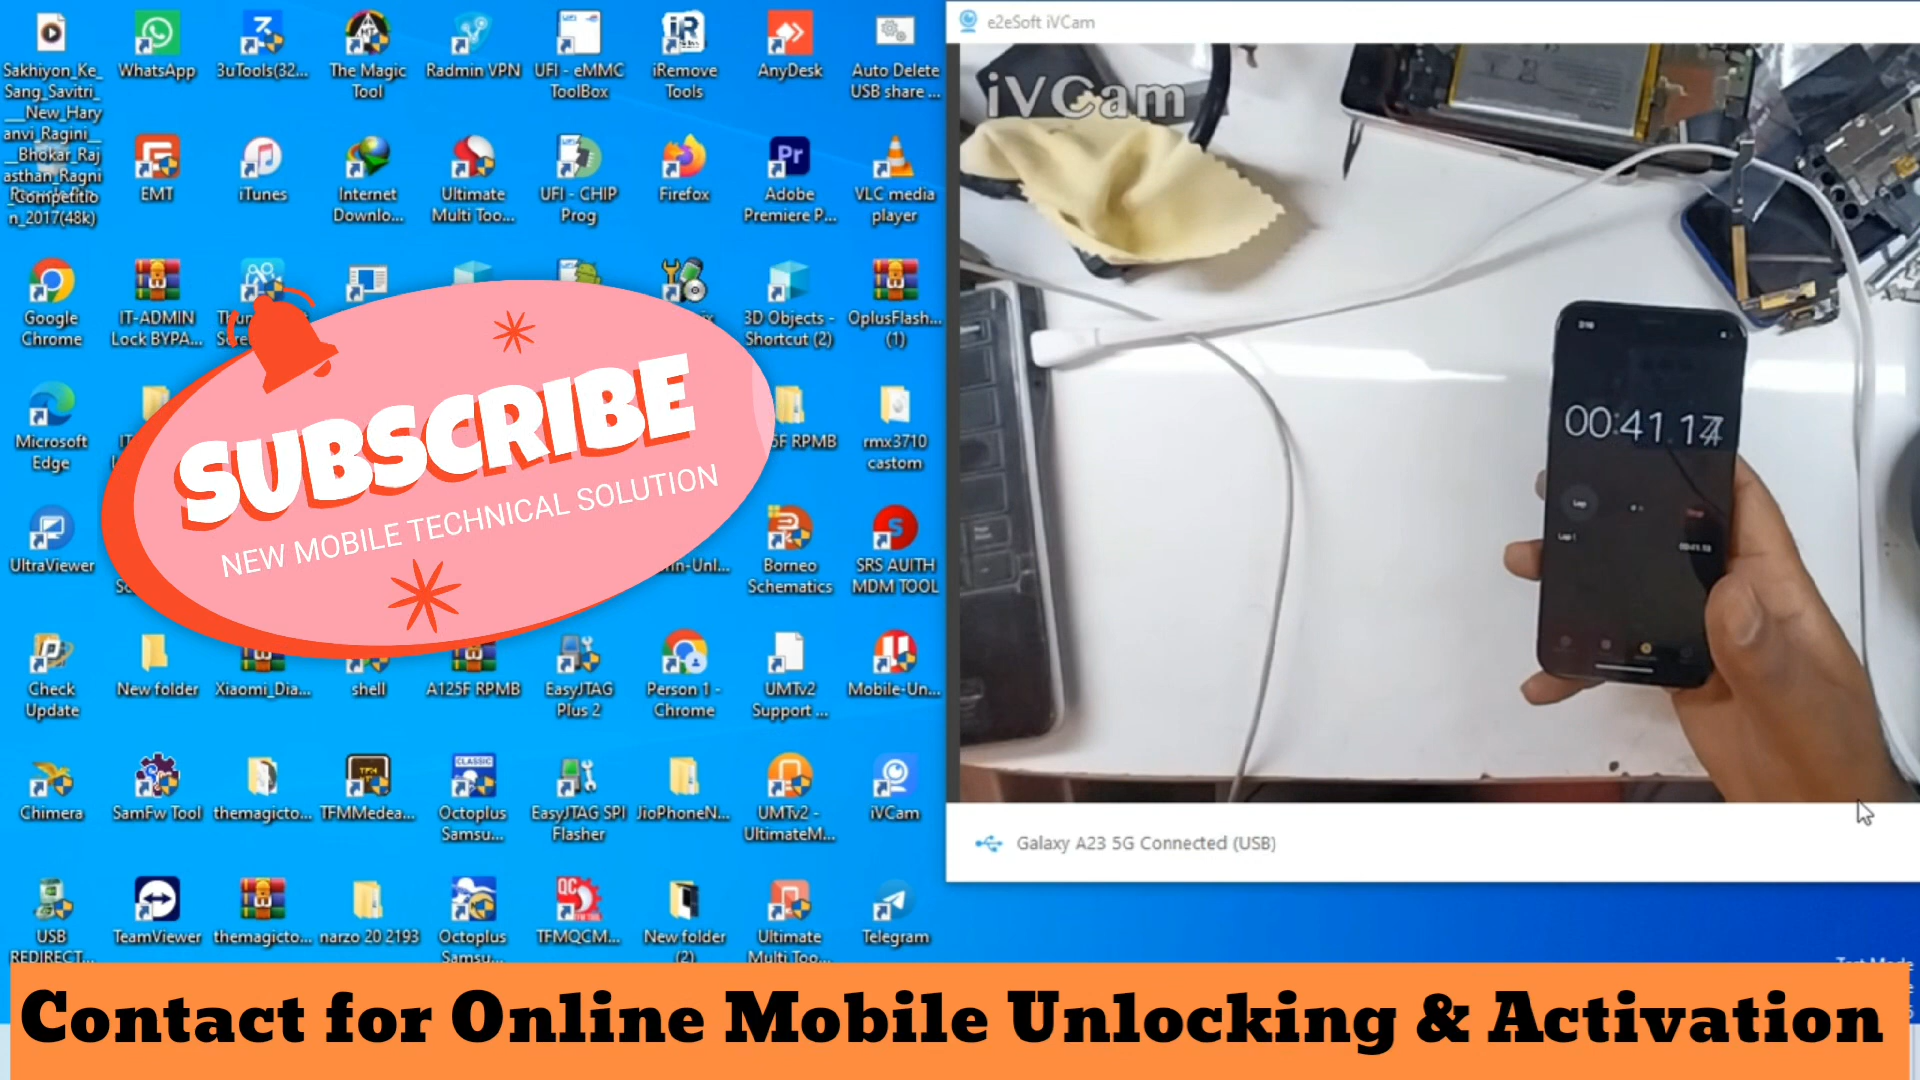 Sakhiyon_Ke_
Sang_Savitri_
__New_Hary
anvi_Ragini__
__Bhokar_Raj
asthan_Ragni
_Competitio
n_2017(48k)
WhatsApp
3uTools(32...
The Magic
Tool
Radmin VPN
UFI - eMMC
ToolBox
iRemove
Tools
AnyDesk
Auto Delete
USB share ...
EMT
iTunes
Internet
Downlo...
Ultimate
Multi Too...
UFI - CHIP
Prog
Firefox
Adobe
Premiere P...
VLC media
player
Google
Chrome
IT-ADMIN
Lock BYPA...
3D Objects -
Shortcut (2)
OplusFlash...
(1)
Microsoft
Edge
5F RPMB
rmx3710
castom
UltraViewer
Borneo
Schematics
SRS AUITH
MDM TOOL
Check
Update
New folder
Xiaomi_Dia...
shell
A125F RPMB
EasyJTAG
Plus 2
Person 1 -
Chrome
UMTv2
Support ...
Mobile-Un...
Chimera
SamFw Tool
themagicto...
TFMMedea...
Octoplus
Samsu...
EasyJTAG SPI
Flasher
JioPhoneN...
UMTv2 -
UltimateM...
iVCam
USB
REDIRECT...
TeamViewer
themagicto...
narzo 20 2193
Octoplus
Samsu...
TFMQCM...
New folder
(2)
Ultimate
Multi Too...
Telegram
SUBSCRIBE
NEW MOBILE TECHNICAL SOLUTION
e2eSoft iVCam
iVCam
00:41.17
Lap
Galaxy A23 5G Connected (USB)
Contact for Online Mobile Unlocking & Activation